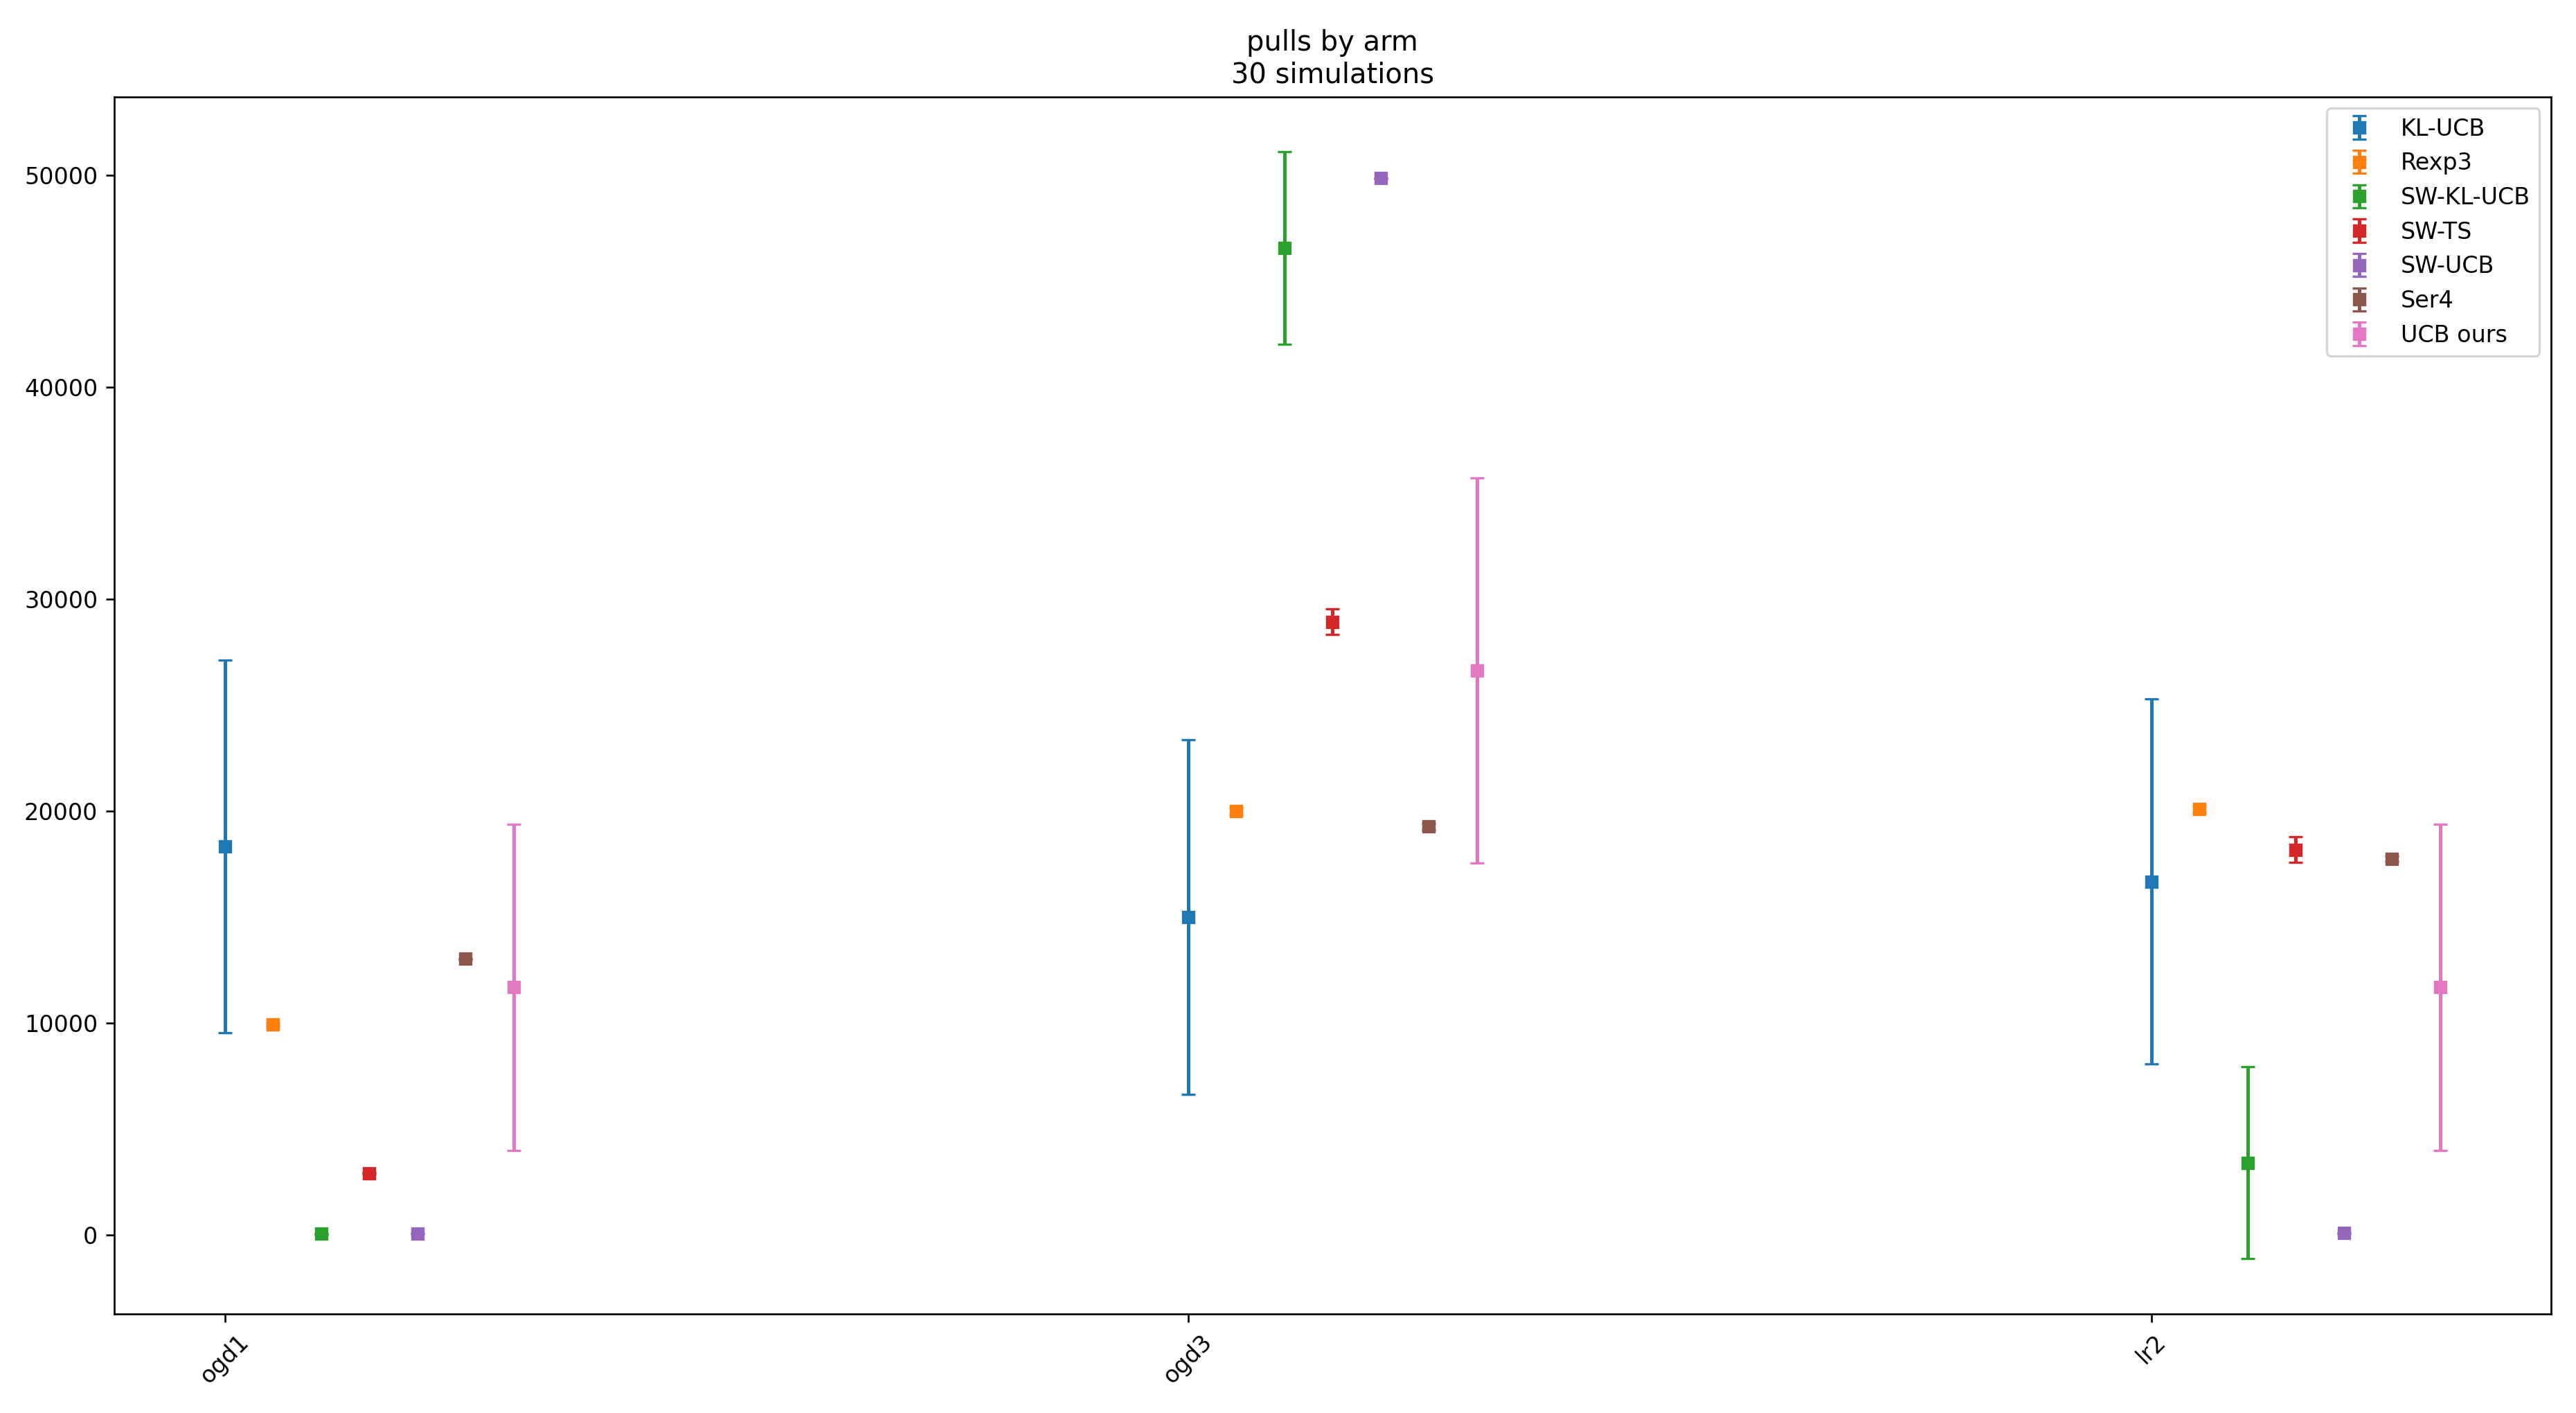 pulls by arm
30 simulations
50000
40000
30000
20000
10000
0
KL-UCB
Rexp3
SW-KL-UCB
SW-TS
SW-UCB
Ser4
UCB ours
ogd1
ogd3
lr2